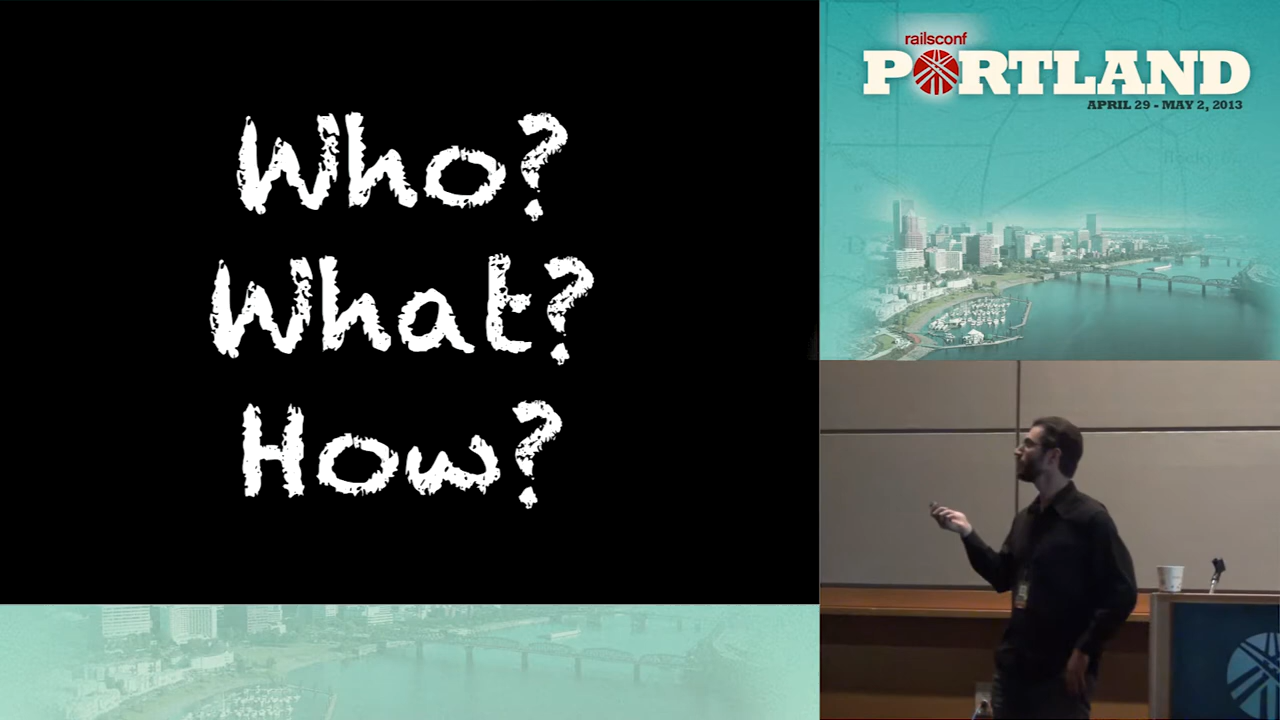 Who?
What?
How?
railsconf
PORTLAND
APRIL 29 - MAY 2, 2013